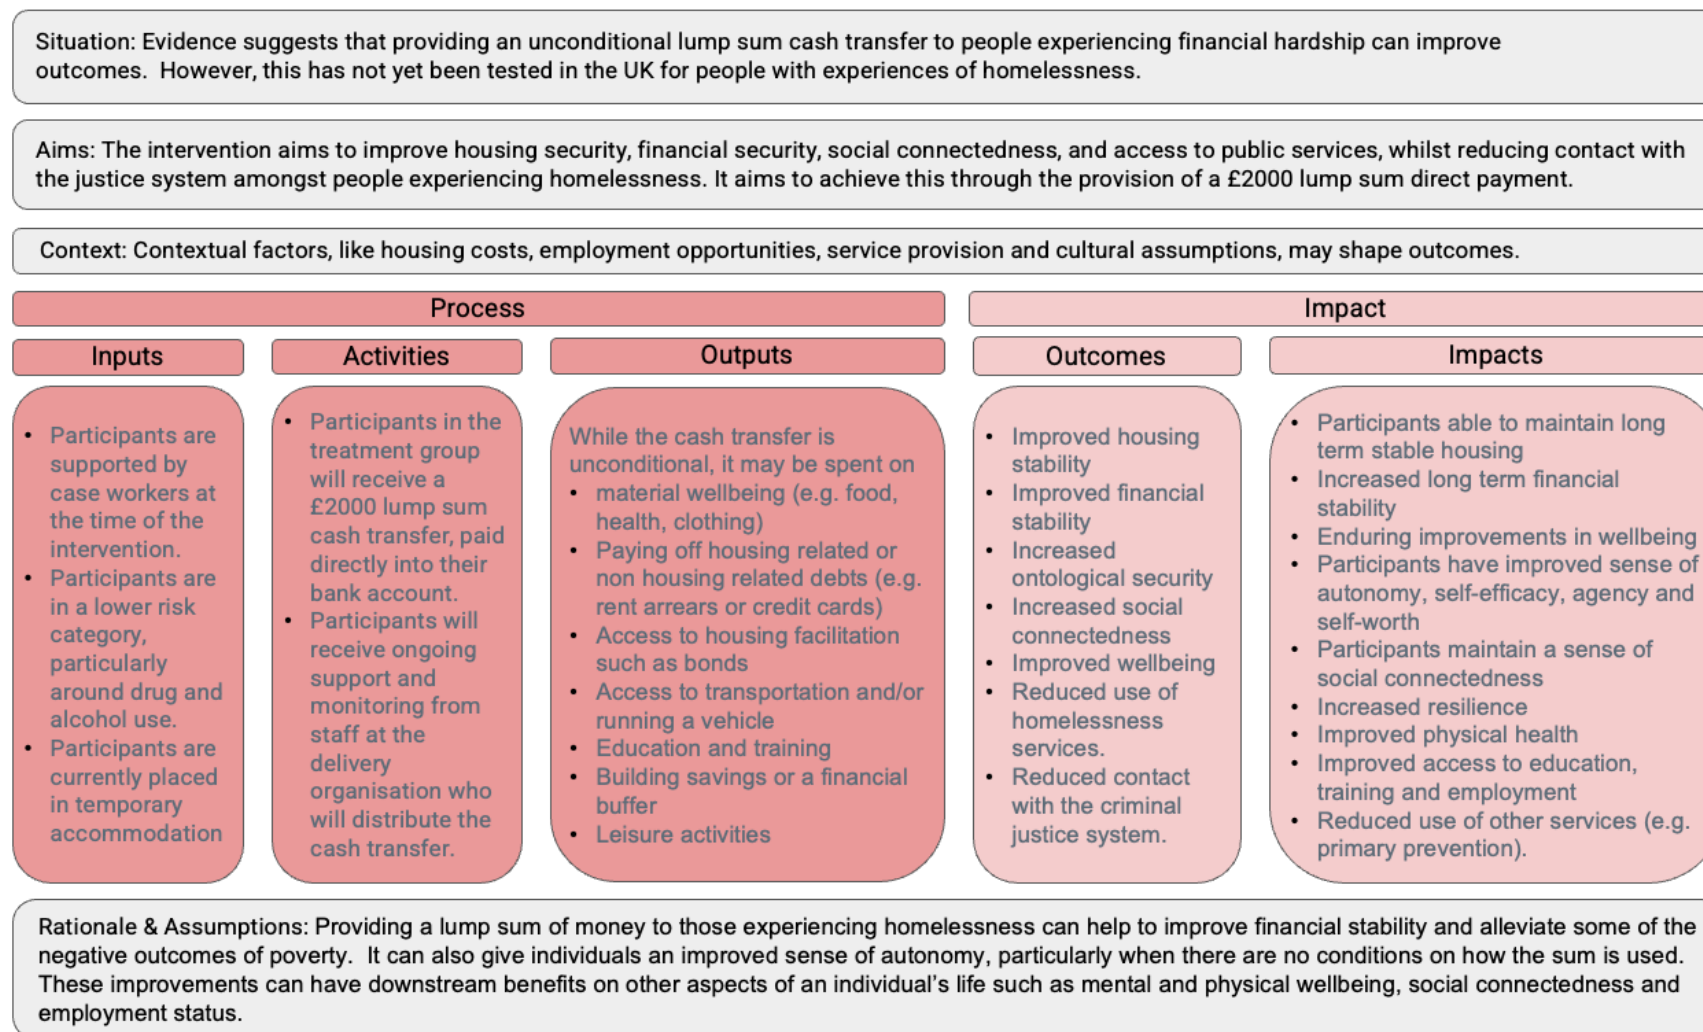 Situation: Evidence suggests that providing an unconditional lump sum cash transfer to people experiencing financial hardship can improve
outcomes.  However, this has not yet been tested in the UK for people with experiences of homelessness.
Aims: The intervention aims to improve housing security, financial security, social connectedness, and access to public services, whilst reducing contact with
the justice system amongst people experiencing homelessness. It aims to achieve this through the provision of a £2000 lump sum direct payment.
Context: Contextual factors, like housing costs, employment opportunities, service provision and cultural assumptions, may shape outcomes.
Process
Impact
Inputs
Activities
Outputs
Outcomes
Impacts
• Participants are
supported by
case workers at
the time of the
intervention.
• Participants are
in a lower risk
category,
particularly
around drug and
alcohol use.
• Participants are
currently placed
in temporary
accommodation
• Participants in the
treatment group
will receive a
£2000 lump sum
cash transfer, paid
directly into their
bank account.
• Participants will
receive ongoing
support and
monitoring from
staff at the
delivery
organisation who
will distribute the
cash transfer.
While the cash transfer is
unconditional, it may be spent on
• material wellbeing (e.g. food,
health, clothing)
• Paying off housing related or
non housing related debts (e.g.
rent arrears or credit cards)
• Access to housing facilitation
such as bonds
• Access to transportation and/or
running a vehicle
• Education and training
• Building savings or a financial
buffer
• Leisure activities
• Improved housing
stability
• Improved financial
stability
• Increased
ontological security
• Increased social
connectedness
• Improved wellbeing
• Reduced use of
homelessness
services.
• Reduced contact
with the criminal
justice system.
• Participants able to maintain long
term stable housing
• Increased long term financial
stability
• Enduring improvements in wellbeing
• Participants have improved sense of
autonomy, self-efficacy, agency and
self-worth
• Participants maintain a sense of
social connectedness
• Increased resilience
• Improved physical health
• Improved access to education,
training and employment
• Reduced use of other services (e.g.
primary prevention).
Rationale & Assumptions: Providing a lump sum of money to those experiencing homelessness can help to improve financial stability and alleviate some of the
negative outcomes of poverty.  It can also give individuals an improved sense of autonomy, particularly when there are no conditions on how the sum is used.
These improvements can have downstream benefits on other aspects of an individual's life such as mental and physical wellbeing, social connectedness and
employment status.